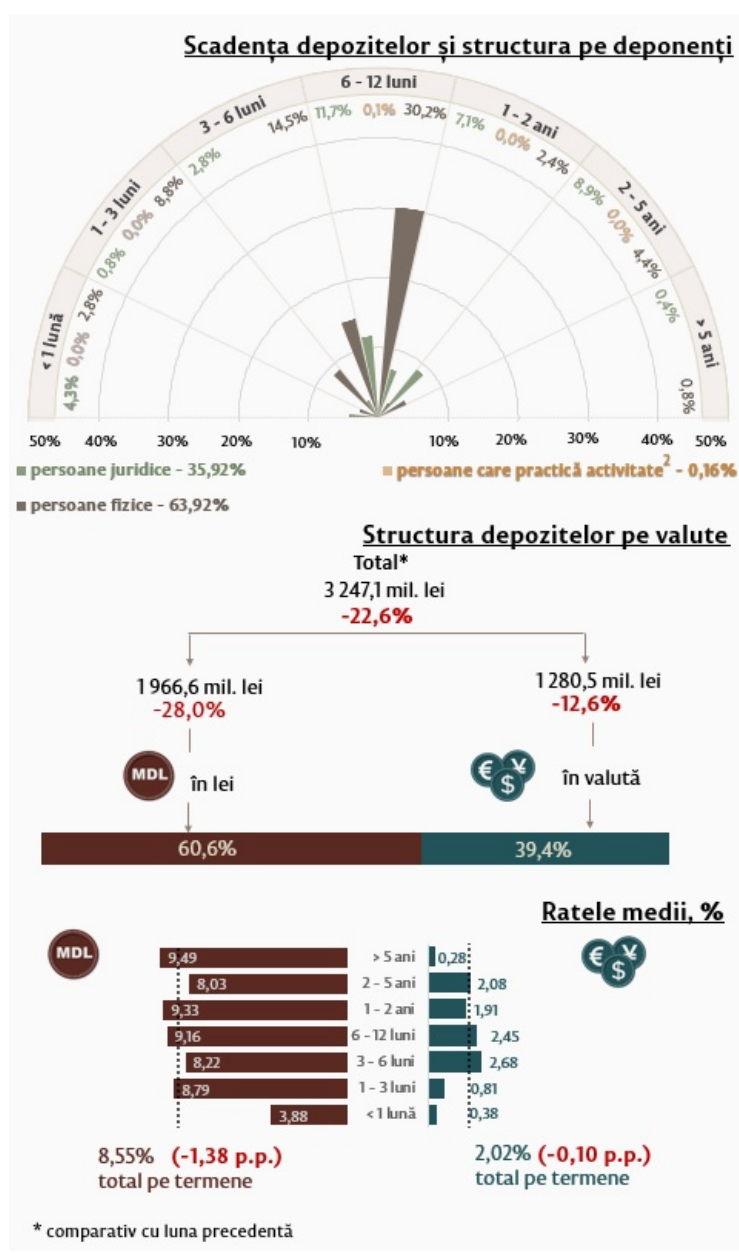 Scadența depozitelor și structura pe deponenți
< 1 lună
1 - 3 luni
3 - 6 luni
6 - 12 luni
1 - 2 ani
2 - 5 ani
> 5 ani
4,3% 0,0% 2,8%
0,8% 0,0% 8,8%
2,8% 14,5%
11,7% 0,1% 30,2%
7,1% 0,0% 2,4%
8,9% 0,0% 4,4%
0,4% 0,8%
50% 40% 30% 20% 10% 10% 20% 30% 40% 50%
persoane juridice - 35,92%
persoane care practică activitate2 - 0,16%
persoane fizice - 63,92%
Structura depozitelor pe valute
Total*
3 247,1 mil. lei
-22,6%
1 966,6 mil. lei
-28,0%
1 280,5 mil. lei
-12,6%
MDL
în lei
€ ¥ $
în valută
60,6% 39,4%
Ratele medii, %
MDL
€ ¥ $
9,49 > 5 ani 0,28
8,03 2 - 5 ani 2,08
9,33 1 - 2 ani 1,91
9,16 6 - 12 luni 2,45
8,22 3 - 6 luni 2,68
8,79 1 - 3 luni 0,81
3,88 < 1 lună 0,38
8,55% (-1,38 p.p.)
total pe termene
2,02% (-0,10 p.p.)
total pe termene
* comparativ cu luna precedentă